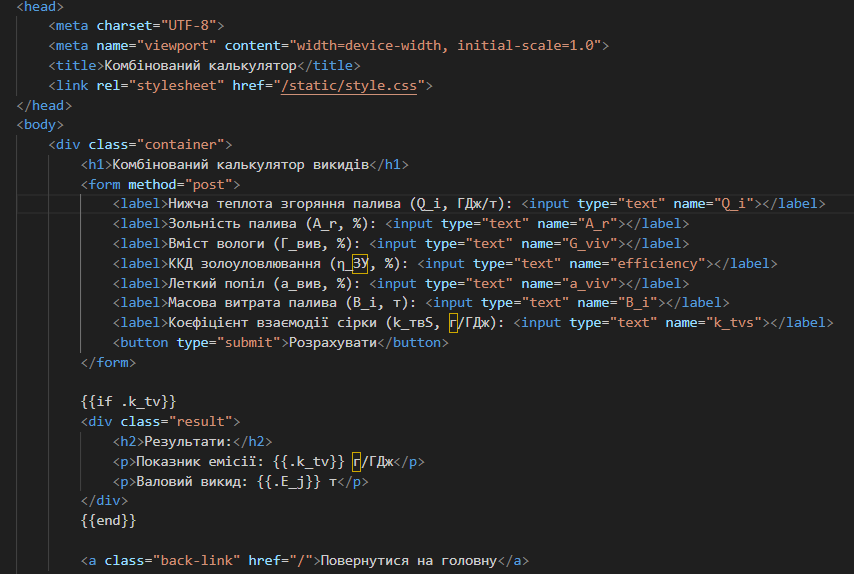 <head>
<meta charset="UTF-8">
<meta name="viewport" content="width=device-width, initial-scale=1.0">
<title>Комбінований калькулятор</title>
<link rel="stylesheet" href="/static/style.css">
</head>
<body>
<div class="container">
<h1>Комбінований калькулятор викидів</h1>
<form method="post">
<label>Нижча теплота згоряння палива (Q_i, ГДж/т): <input type="text" name="Q_i"></label>
<label>Зольність палива (A_r, %): <input type="text" name="A_r"></label>
<label>Вміст вологи (Г_вив, %): <input type="text" name="G_viv"></label>
<label>ККД золоуловлювання (η_ЗУ, %): <input type="text" name="efficiency"></label>
<label>Леткий попіл (a_вив, %): <input type="text" name="a_viv"></label>
<label>Масова витрата палива (B_i, т): <input type="text" name="B_i"></label>
<label>Коєфіцієнт взаємодії сірки (k_твS, г/ГДж): <input type="text" name="k_tvs"></label>
<button type="submit">Розрахувати</button>
</form>
{{if .k_tv}}
<div class="result">
<h2>Результати:</h2>
<p>Показник емісії: {{.k_tv}} г/ГДж</p>
<p>Валовий викид: {{.E_j}} т</p>
</div>
{{end}}
<a class="back-link" href="/">Повернутися на головну</a>